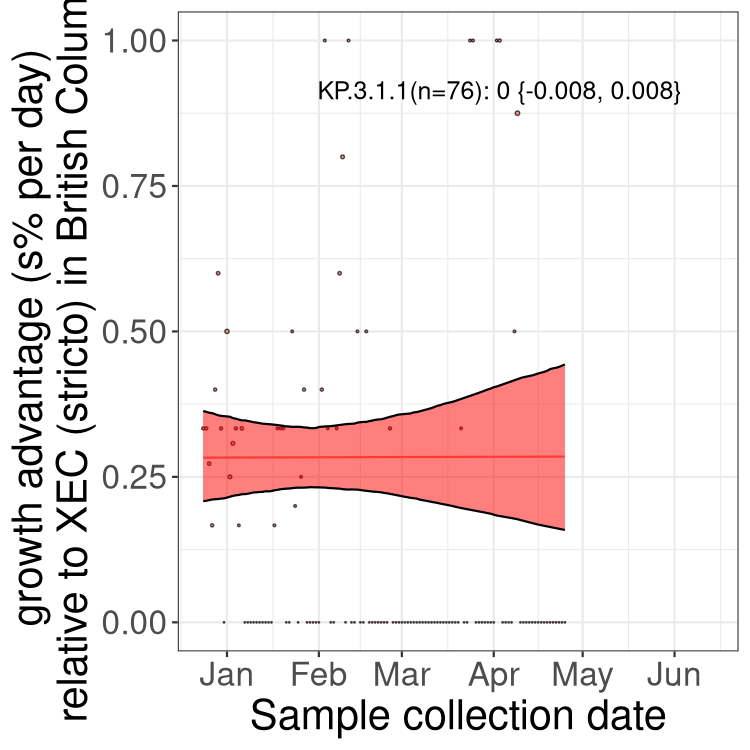 growth advantage (s% per day)
relative to XEC (stricto) in British Colum
1.00
0.75
0.50
0.25
0.00
KP.3.1.1(n=76): 0 {-0.008, 0.008}
Jan Feb Mar Apr May Jun
Sample collection date